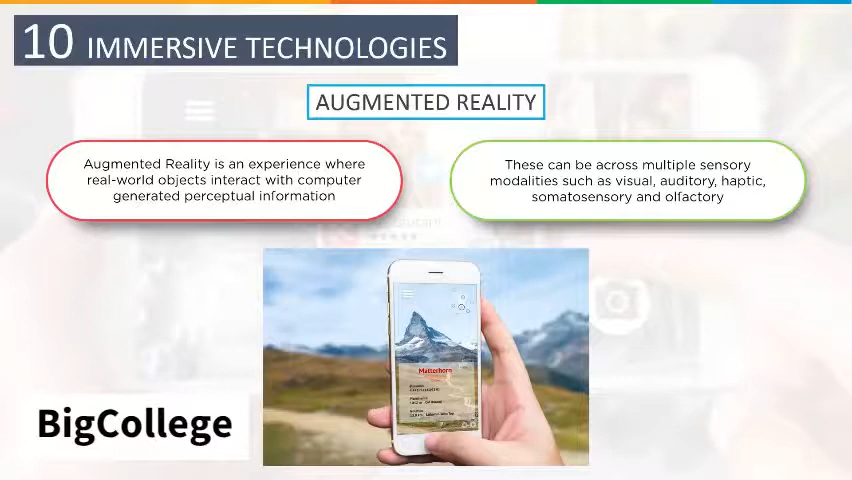 10 IMMERSIVE TECHNOLOGIES
AUGMENTED REALITY
Augmented Reality is an experience where
real-world objects interact with computer
generated perceptual information
These can be across multiple sensory
modalities such as visual, auditory, haptic,
somatosensory and olfactory
Matterhorn
BigCollege